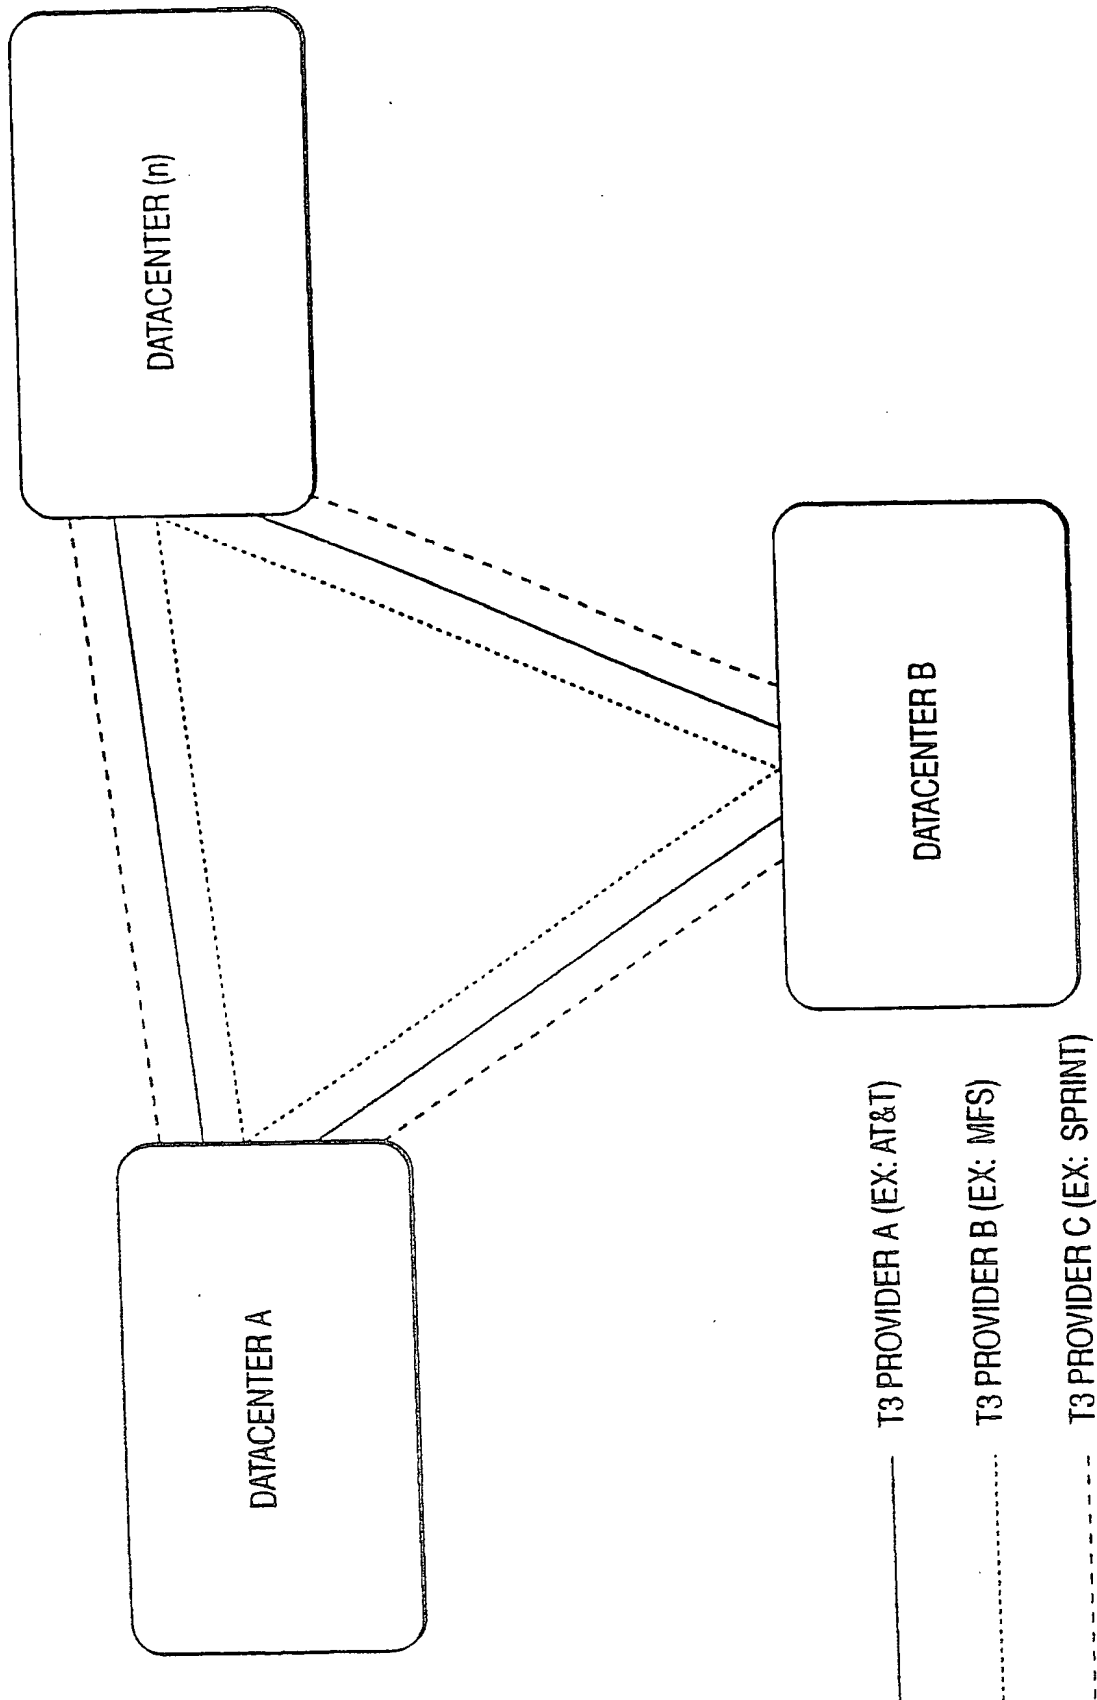 DATACENTER A
DATACENTER (n)
DATACENTER B
T3 PROVIDER A (EX: AT&T)
T3 PROVIDER B (EX: MFS)
T3 PROVIDER C (EX: SPRINT)